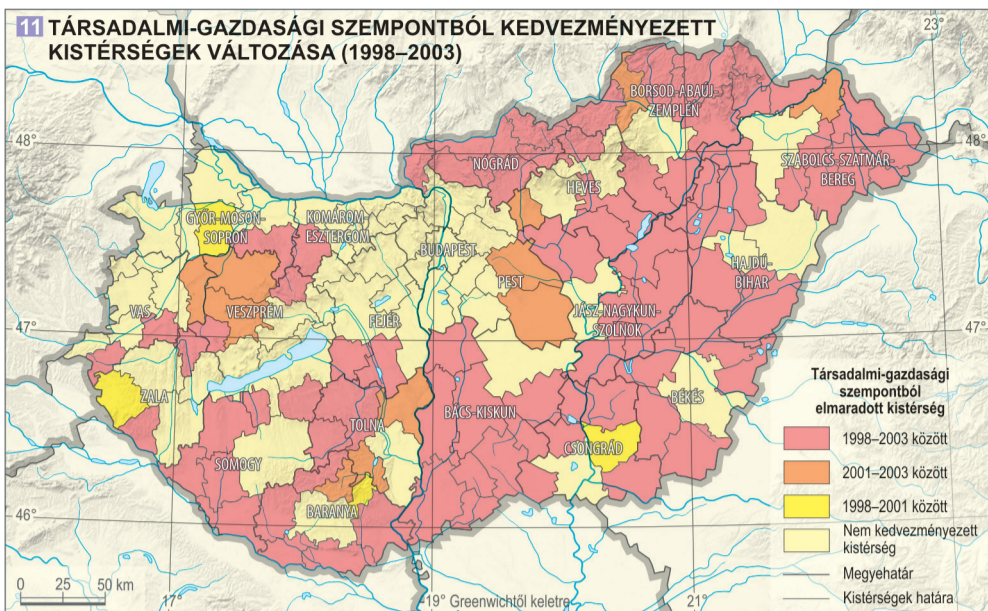 11 TÁRSADALMI-GAZDASÁGI SZEMPONTBÓL KEDVEZMÉNYEZETT
KISTÉRSÉGEK VÁLTOZÁSA (1998–2003)
23°
48°
48°
BORSOD-ABAÚJ-
ZEMPLÉN
NÓGRÁD
HEVES
SZABOLCS-SZATMÁR-
BEREG
GYŐR-MOSON-
SOPRON
KOMÁROM-
ESZTERGOM
BUDAPEST
PEST
HAJDÚ-
BIHAR
VAS
VESZPRÉM
FEJÉR
JÁSZ-NAGYKUN-
SZOLNOK
47°
47°
ZALA
TOLNA
BÁCS-KISKUN
BÉKÉS
SOMOGY
CSONGRÁD
BARANYA
46°
Társadalmi-gazdasági
szempontból
elmaradott kistérség
1998–2003 között
2001–2003 között
1998–2001 között
Nem kedvezményezett
kistérség
Megyehatár
Kistérségek határa
0 25 50 km
17°
19° Greenwichtől keletre
21°